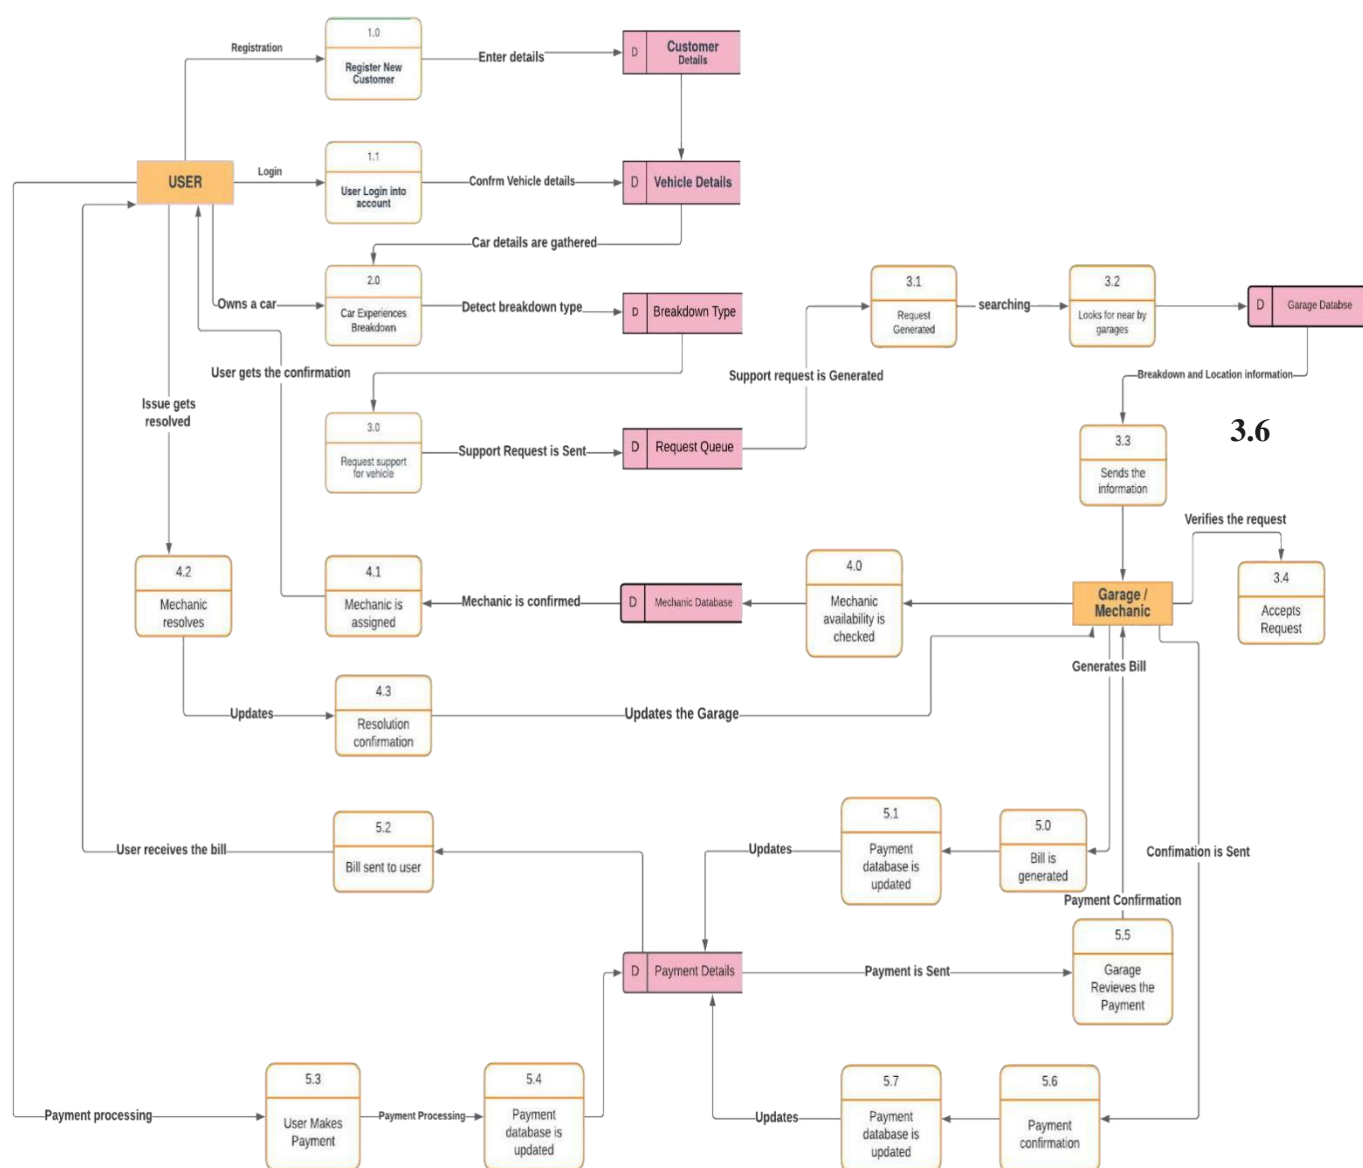 1.0
Registration
Register New
Customer
Enter details
D
Customer
Details
USER
Login
1.1
User Login into
account
Confrm Vehicle details
D
Vehicle Details
Car details are gathered
Owns a car
2.0
Car Experiences
Breakdown
Detect breakdown type
D
Breakdown Type
3.1
Request
Generated
searching
3.2
Looks for near by
garages
D
Garage Databse
User gets the confirmation
Support request is Generated
Breakdown and Location information
Issue gets
resolved
3.0
Request support
for vehicle
Support Request is Sent
D
Request Queue
3.6
3.3
Sends the
information
Verifies the request
4.2
Mechanic
resolves
4.1
Mechanic is
assigned
Mechanic is confirmed
D
Mechanic Database
4.0
Mechanic
availability is
checked
Garage /
Mechanic
3.4
Accepts
Request
Generates Bill
4.3
Updates
Resolution
confirmation
Updates the Garage
5.2
User receives the bill
Bill sent to user
Updates
5.1
Payment
database is
updated
5.0
Bill is
generated
Confimation is Sent
Payment Confirmation
D
Payment Details
Payment is Sent
5.5
Garage
Revieves the
Payment
Payment processing
5.3
User Makes
Payment
Payment Processing
5.4
Payment
database is
updated
Updates
5.7
Payment
database is
updated
5.6
Payment
confirmation